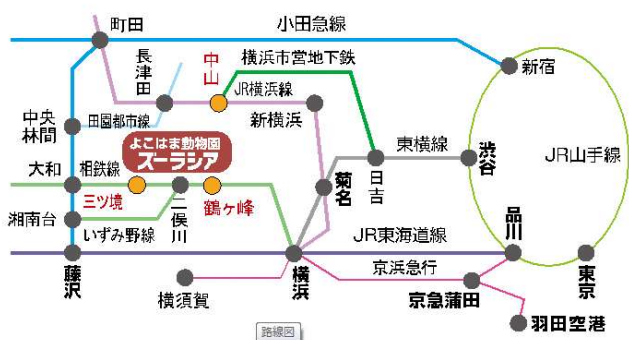 町田
小田急線
長津田
中山
横浜市営地下鉄
新宿
JR横浜線
中央
林間
田園都市線
新横浜
よこはま動物園
ズーラシア
東横線
渋谷
JR山手線
大和
相鉄線
日吉
菊名
三ツ境
二俣川
鶴ヶ峰
湘南台
いずみ野線
JR東海道線
品川
藤沢
横須賀
横浜
京浜急行
京急蒲田
東京
羽田空港
路線図